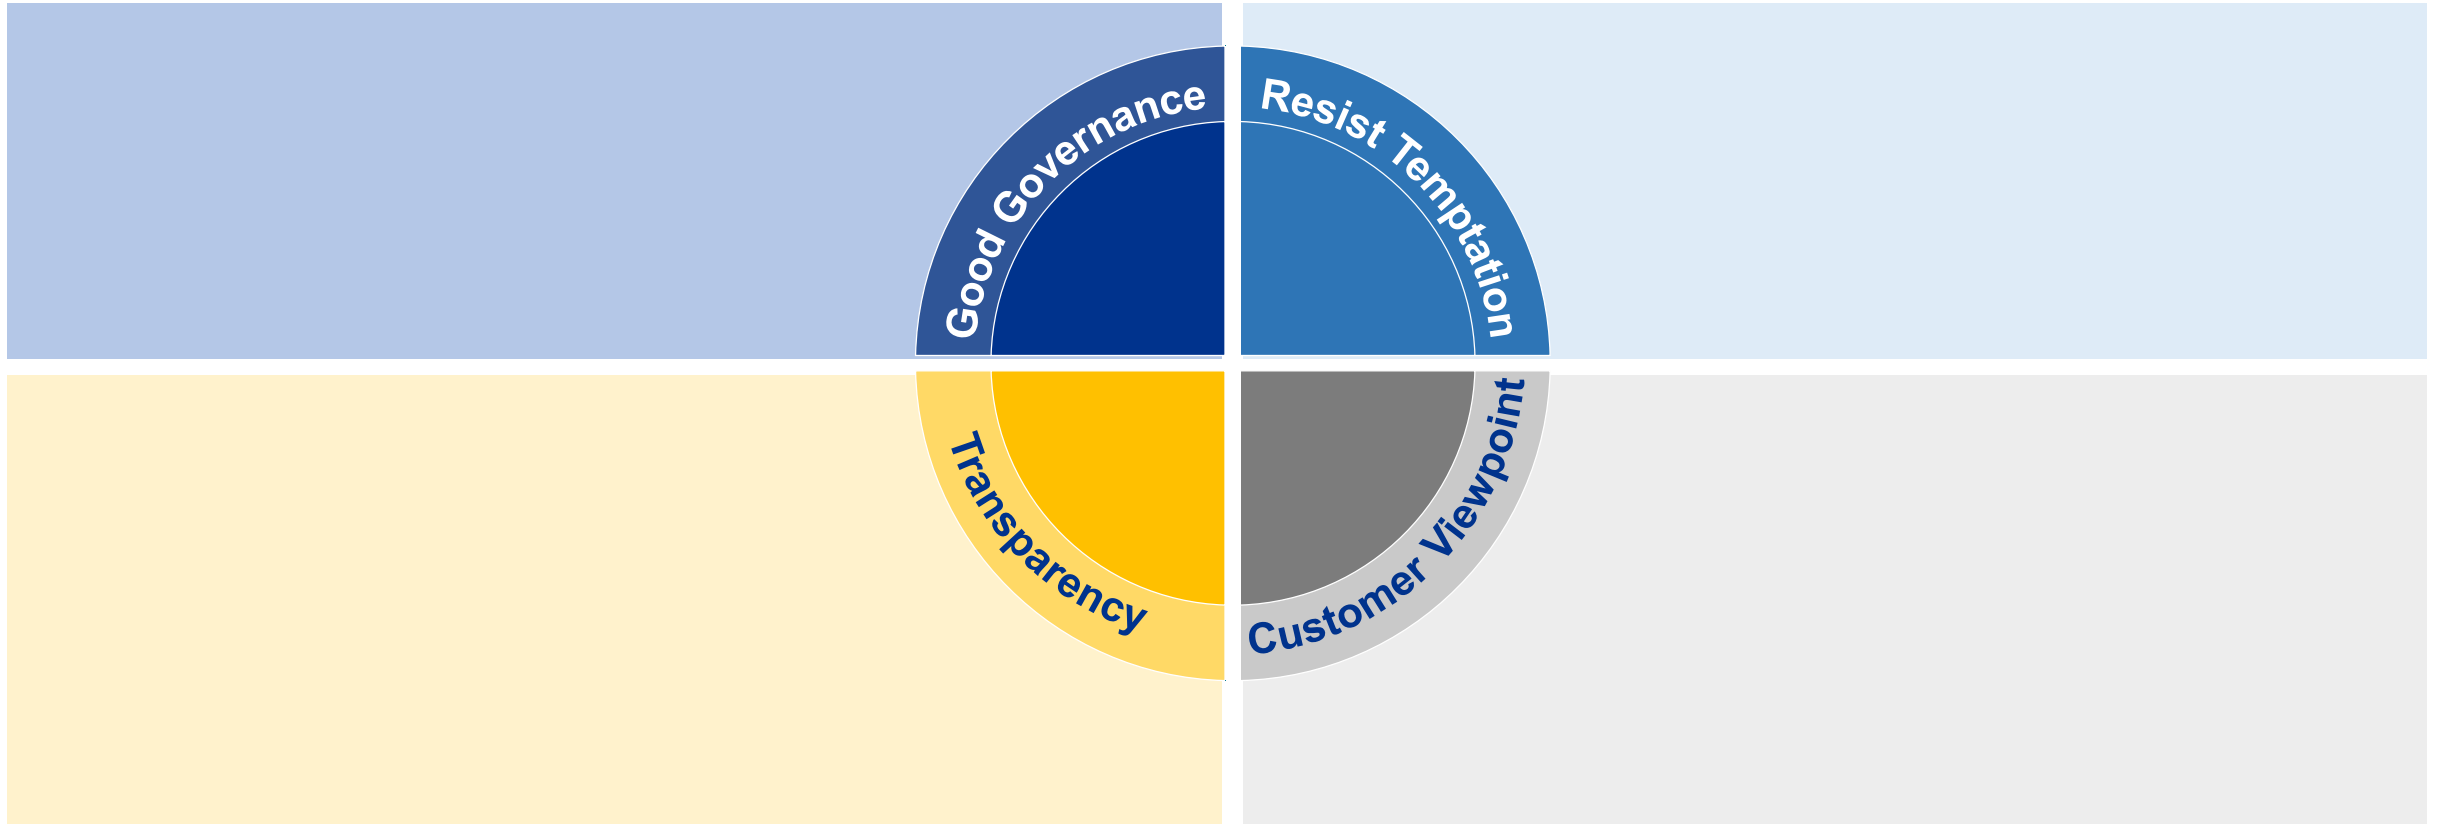 Good Governance
Resist Temptation
Transparency
Customer Viewpoint